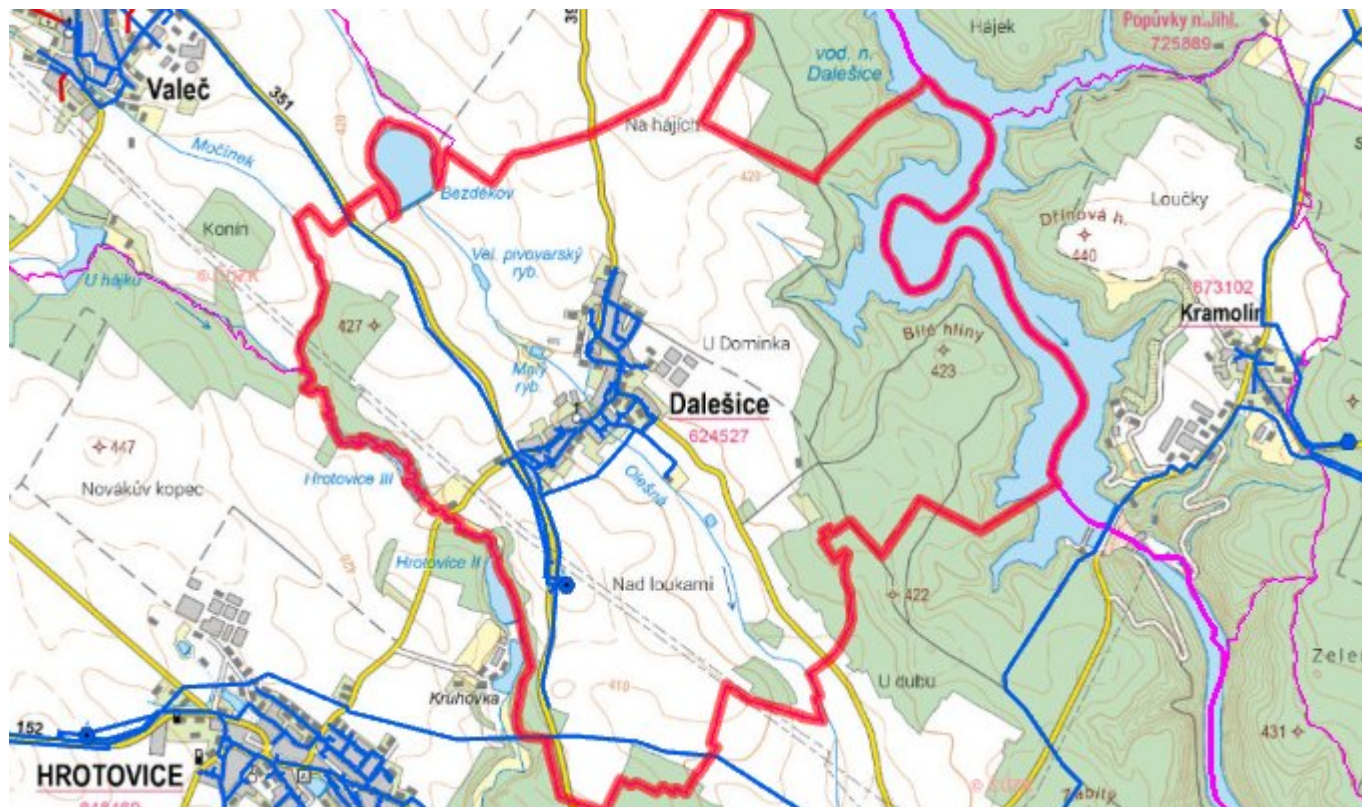 Hájek
Popůvky n.Jihl.
725889
vod. n.
Dalešice
Valeč
351
420
Močínek
Na hájích
420
Bezděkov
Loučky
Dřínová h.
440
Konín
Vel. pivovarský
ryb.
U hájku
673102
Kramolín
427
Bílé hlíny
423
U Dominka
Malý
ryb.
Dalešice
624527
447
Hrotovice III
Olešná
Novákův kopec
Hrotovice II
Nad loukami
422
U dubu
410
Kruhovka
152
431
HROTOVICE